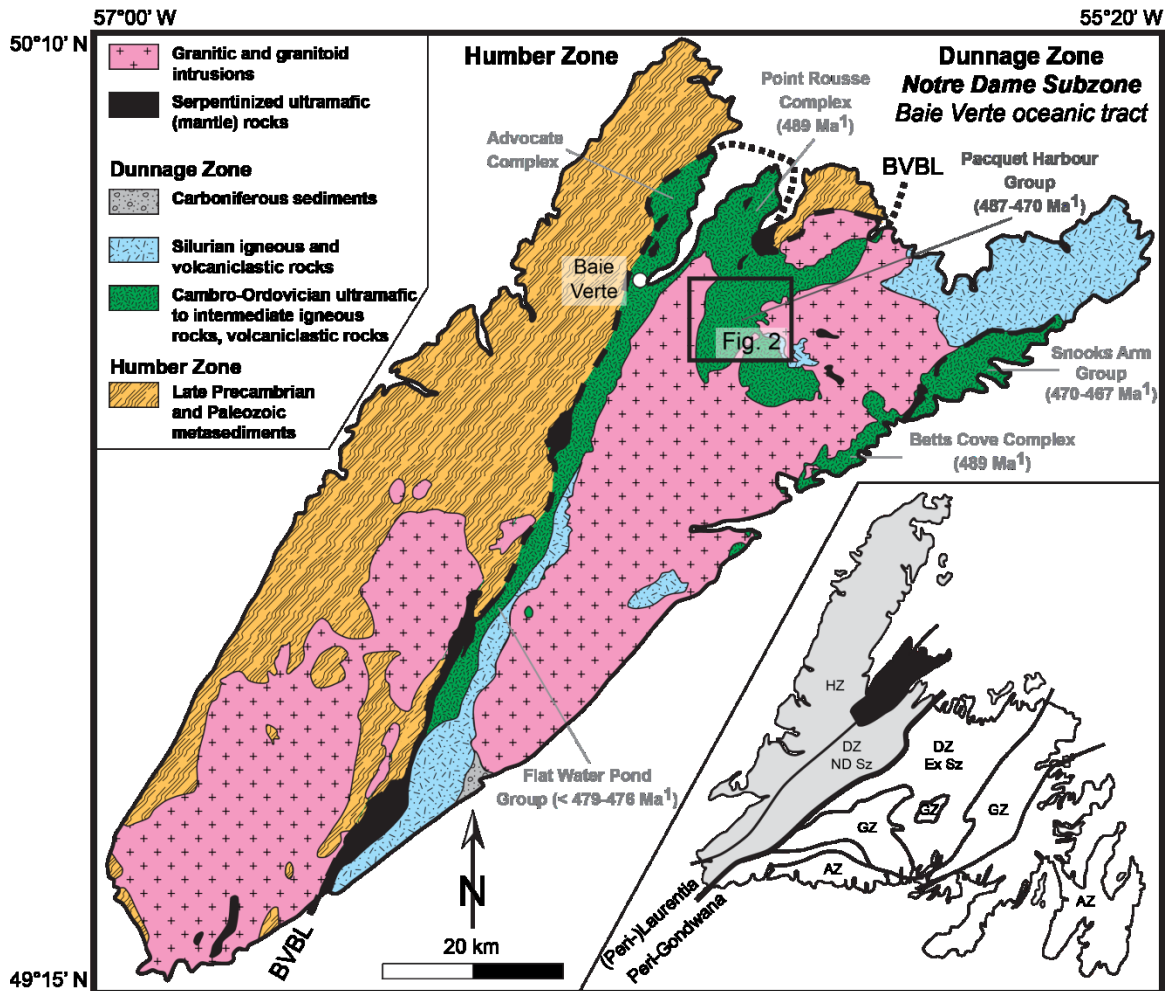 57°00' W
55°20' W
50°10' N
49°15' N
Granitic and granitoid
intrusions
Serpentinized ultramafic
(mantle) rocks
Dunnage Zone
Carboniferous sediments
Silurian igneous and
volcaniclastic rocks
Cambro-Ordovician ultramafic
to intermediate igneous
rocks, volcaniclastic rocks
Humber Zone
Late Precambrian
and Paleozoic
metasediments
Humber Zone
Dunnage Zone
Notre Dame Subzone
Baie Verte oceanic tract
Point Rousse
Complex
(489 Ma1)
Advocate
Complex
Pacquet Harbour
Group
(487-470 Ma1)
BVBL
Baie
Verte
Fig. 2
Snooks Arm
Group
(470-467 Ma1)
Betts Cove Complex
(489 Ma1)
Flat Water Pond
Group (< 479-476 Ma1)
BVBL
N
20 km
HZ
DZ
ND Sz
DZ
Ex Sz
GZ
GZ
GZ
AZ
AZ
(Peri-)Laurentia
Peri-Gondwana